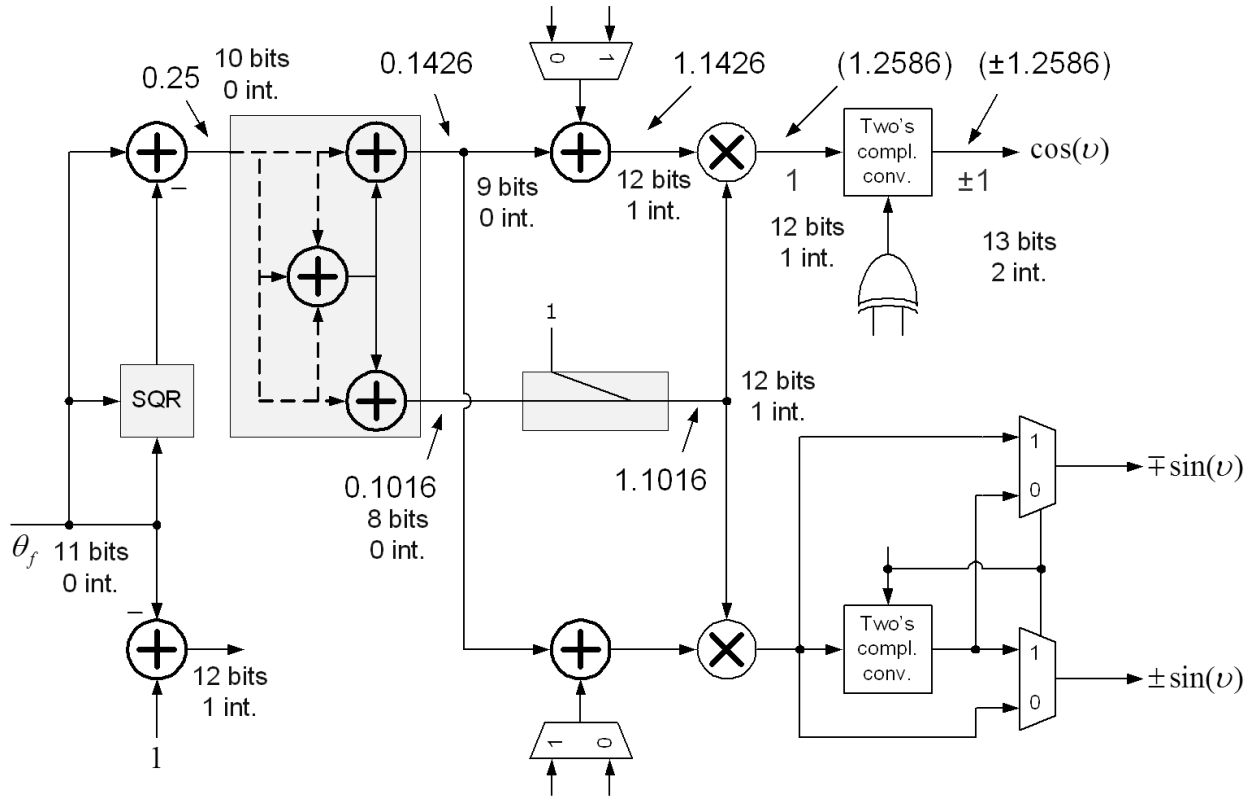 0 1
10 bits
0 int.
0.25
0.1426
1.1426
(1.2586)
(±1.2586)
Two's
compl.
conv.
cos(υ)
−
9 bits
0 int.
12 bits
1 int.
1
±1
12 bits
1 int.
13 bits
2 int.
1
SQR
12 bits
1 int.
0.1016
8 bits
0 int.
1.1016
1
0
∓ sin(υ)
θf
11 bits
0 int.
−
12 bits
1 int.
1
Two's
compl.
conv.
1
0
± sin(υ)
1 0